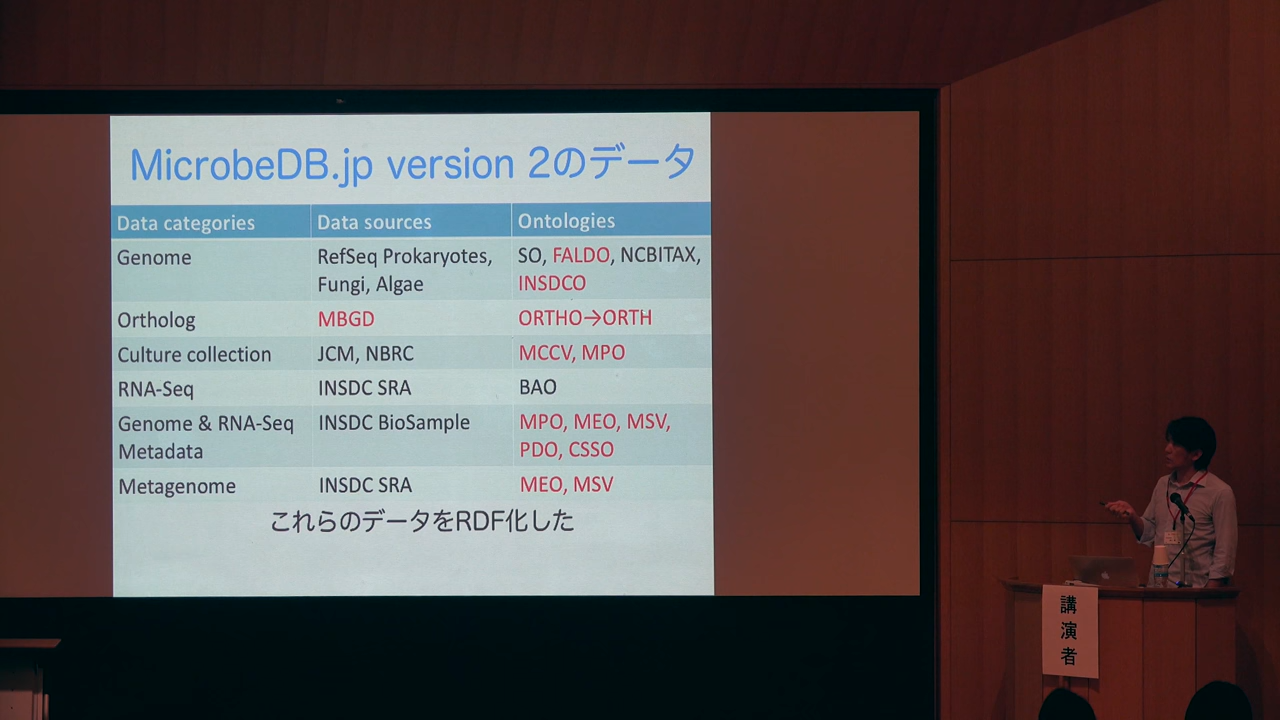 MicrobeDB.jp version 2のデータ
Data categories Data sources Ontologies
Genome RefSeq Prokaryotes, SO, FALDO, NCBITAX,
Fungi, Algae INSDCO
Ortholog MBGD ORTHO→ORTH
Culture collection JCM, NBRC MCCV, MPO
RNA-Seq INSDC SRA BAO
Genome & RNA-Seq INSDC BioSample MPO, MEO, MSV,
Metadata PDO, CSSO
Metagenome INSDC SRA MEO, MSV
これらのデータをRDF化した
講演者